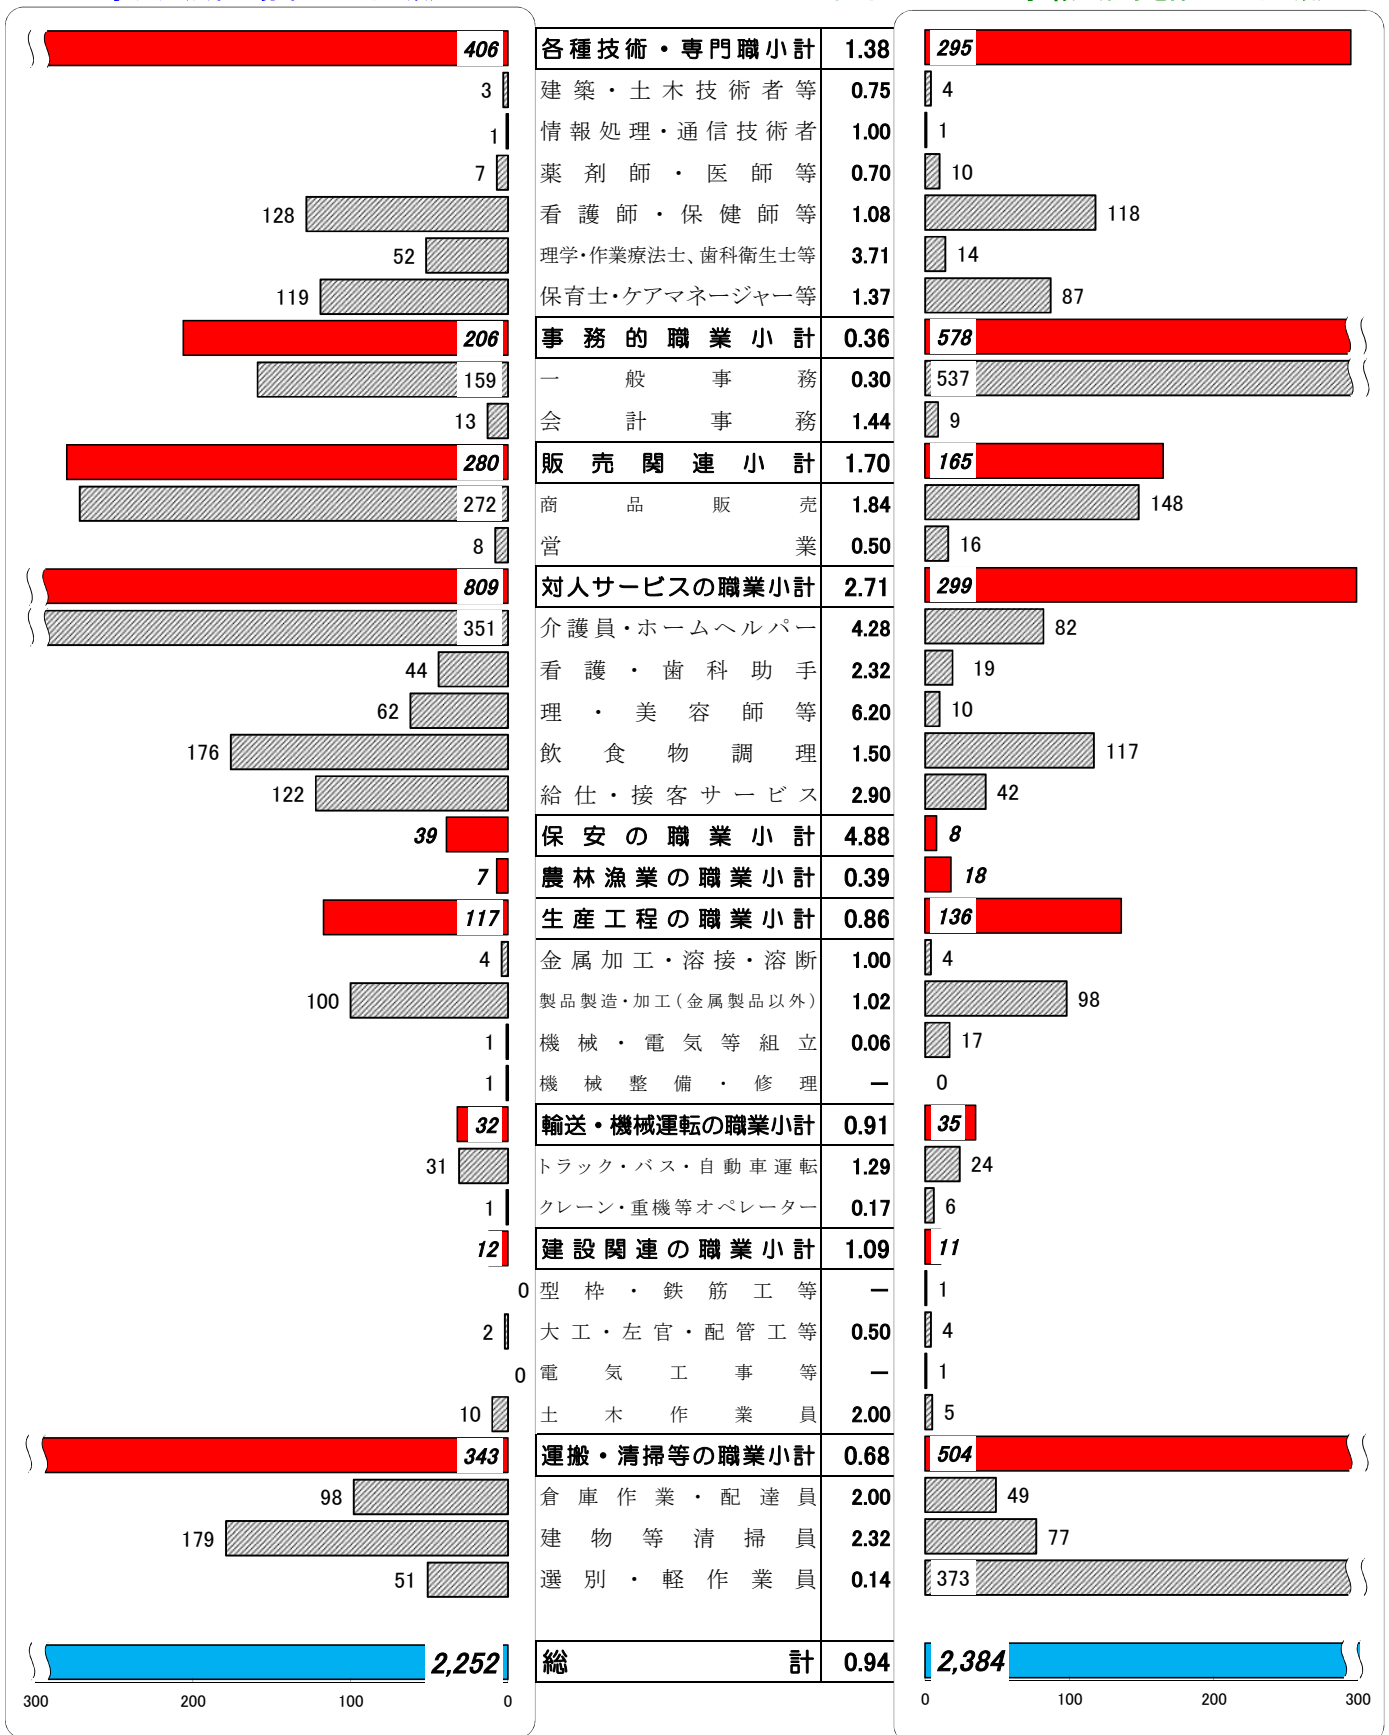 406 各種技術・専門職小計 1.38 295
3 建築・土木技術者等 0.75 4
1 情報処理・通信技術者 1.00 1
7 薬剤師・医師等 0.70 10
128 看護師・保健師等 1.08 118
52 理学・作業療法士、歯科衛生士等 3.71 14
119 保育士・ケアマネージャー等 1.37 87
206 事務的職業小計 0.36 578
159 一般事務 0.30 537
13 会計事務 1.44 9
280 販売関連小計 1.70 165
272 商品販売 1.84 148
8 営業 0.50 16
809 対人サービスの職業小計 2.71 299
351 介護員・ホームヘルパー 4.28 82
44 看護・歯科助手 2.32 19
62 理・美容師等 6.20 10
176 飲食物調理 1.50 117
122 給仕・接客サービス 2.90 42
39 保安の職業小計 4.88 8
7 農林漁業の職業小計 0.39 18
117 生産工程の職業小計 0.86 136
4 金属加工・溶接・溶断 1.00 4
100 製品製造・加工(金属製品以外) 1.02 98
1 機械・電気等組立 0.06 17
1 機械整備・修理 ― 0
32 輸送・機械運転の職業小計 0.91 35
31 トラック・バス・自動車運転 1.29 24
1 クレーン・重機等オペレーター 0.17 6
12 建設関連の職業小計 1.09 11
0 型枠・鉄筋工等 ― 1
2 大工・左官・配管工等 0.50 4
0 電気工事等 ― 1
10 土木作業員 2.00 5
343 運搬・清掃等の職業小計 0.68 504
98 倉庫作業・配達員 2.00 49
179 建物等清掃員 2.32 77
51 選別・軽作業員 0.14 373
2,252 総計 0.94 2,384
300 200 100 0 0 100 200 300